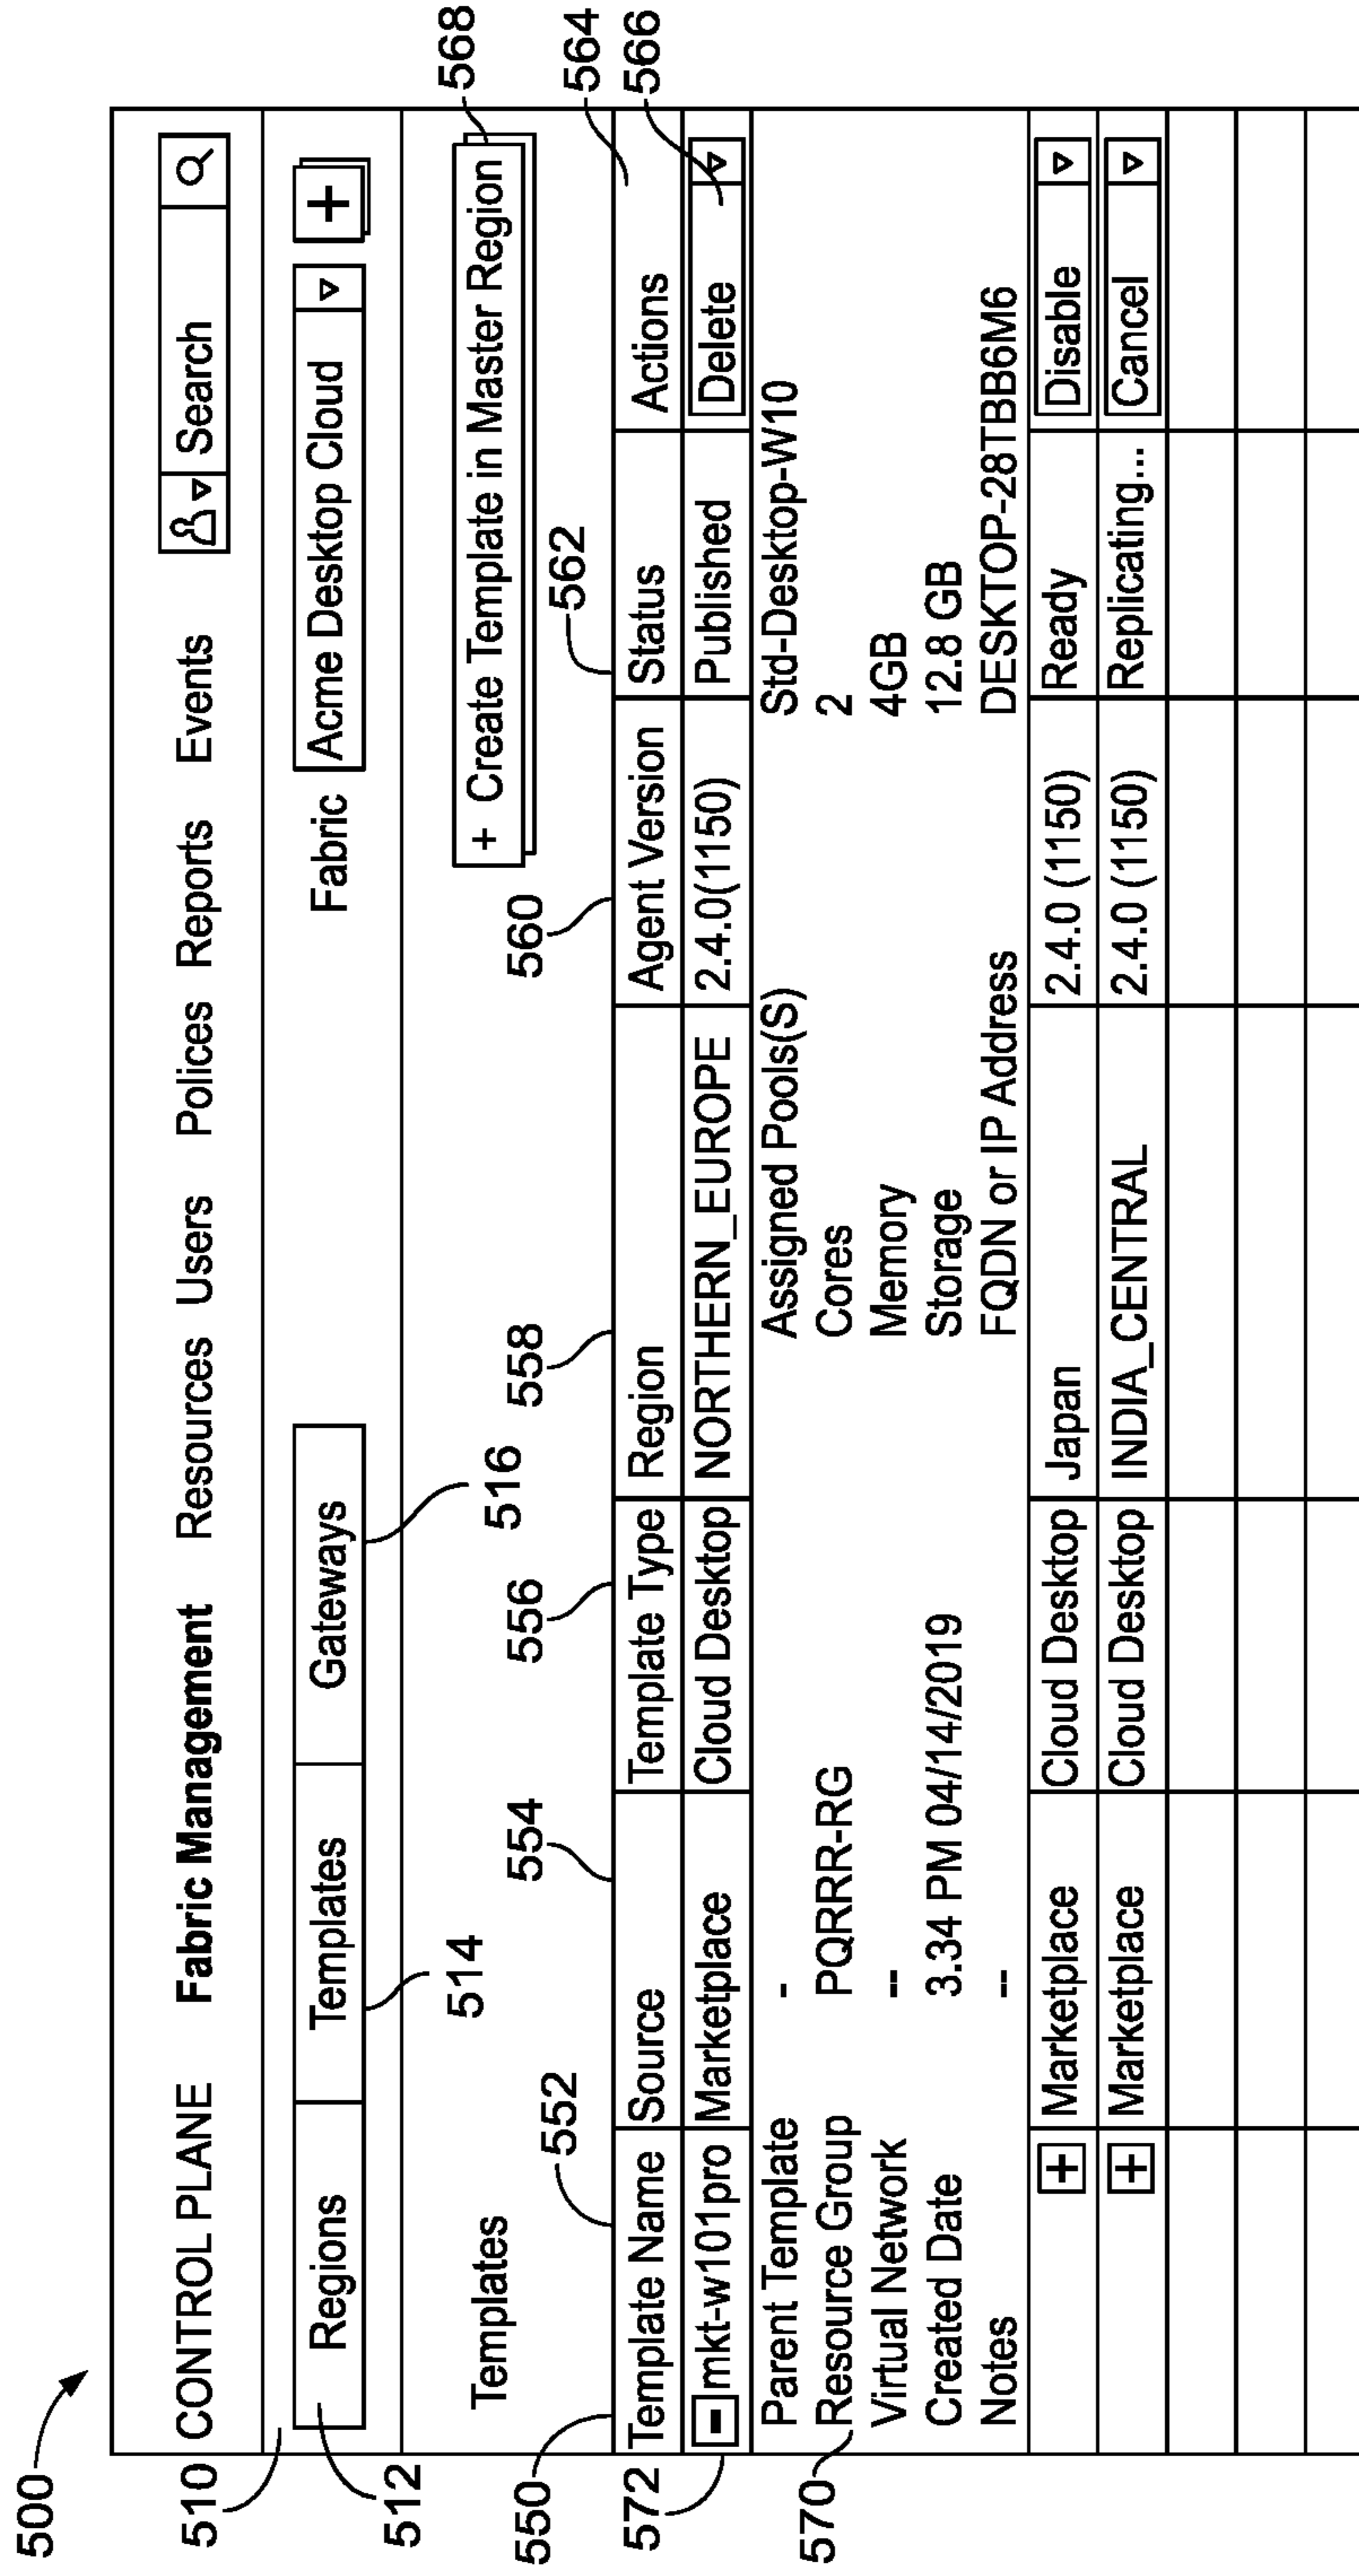 500
510
CONTROL PLANE Fabric Management Resources Users Polices Reports Events Search
512
Regions Templates Gateways Fabric Acme Desktop Cloud +
514 516
Templates + Create Template in Master Region 568
550 552 554 556 558 560 562 564
Template Name Source Template Type Region Agent Version Status Actions
572 - mkt-w101pro Marketplace Cloud Desktop NORTHERN_EUROPE 2.4.0(1150) Published Delete 566
Parent Template - Assigned Pools(S) Std-Desktop-W10
570 Resource Group PQRRR-RG Cores 2
Virtual Network -- Memory 4GB
Created Date 3.34 PM 04/14/2019 Storage 12.8 GB
Notes -- FQDN or IP Address DESKTOP-28TBB6M6
+ Marketplace Cloud Desktop Japan 2.4.0 (1150) Ready Disable
+ Marketplace Cloud Desktop INDIA_CENTRAL 2.4.0 (1150) Replicating... Cancel